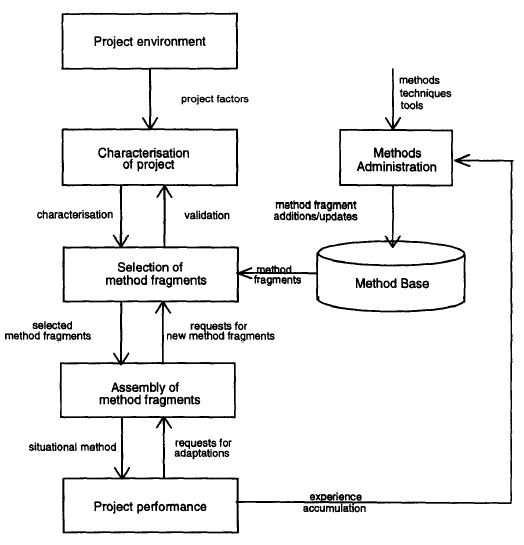 Project environment
project factors
methods
techniques
tools
Characterisation
of project
Methods
Administration
characterisation
validation
method fragment
additions/updates
Selection of
method fragments
method
fragments
Method Base
selected
method fragments
requests for
new method fragments
Assembly of
method fragments
situational method
requests for
adaptations
Project performance
experience
accumulation